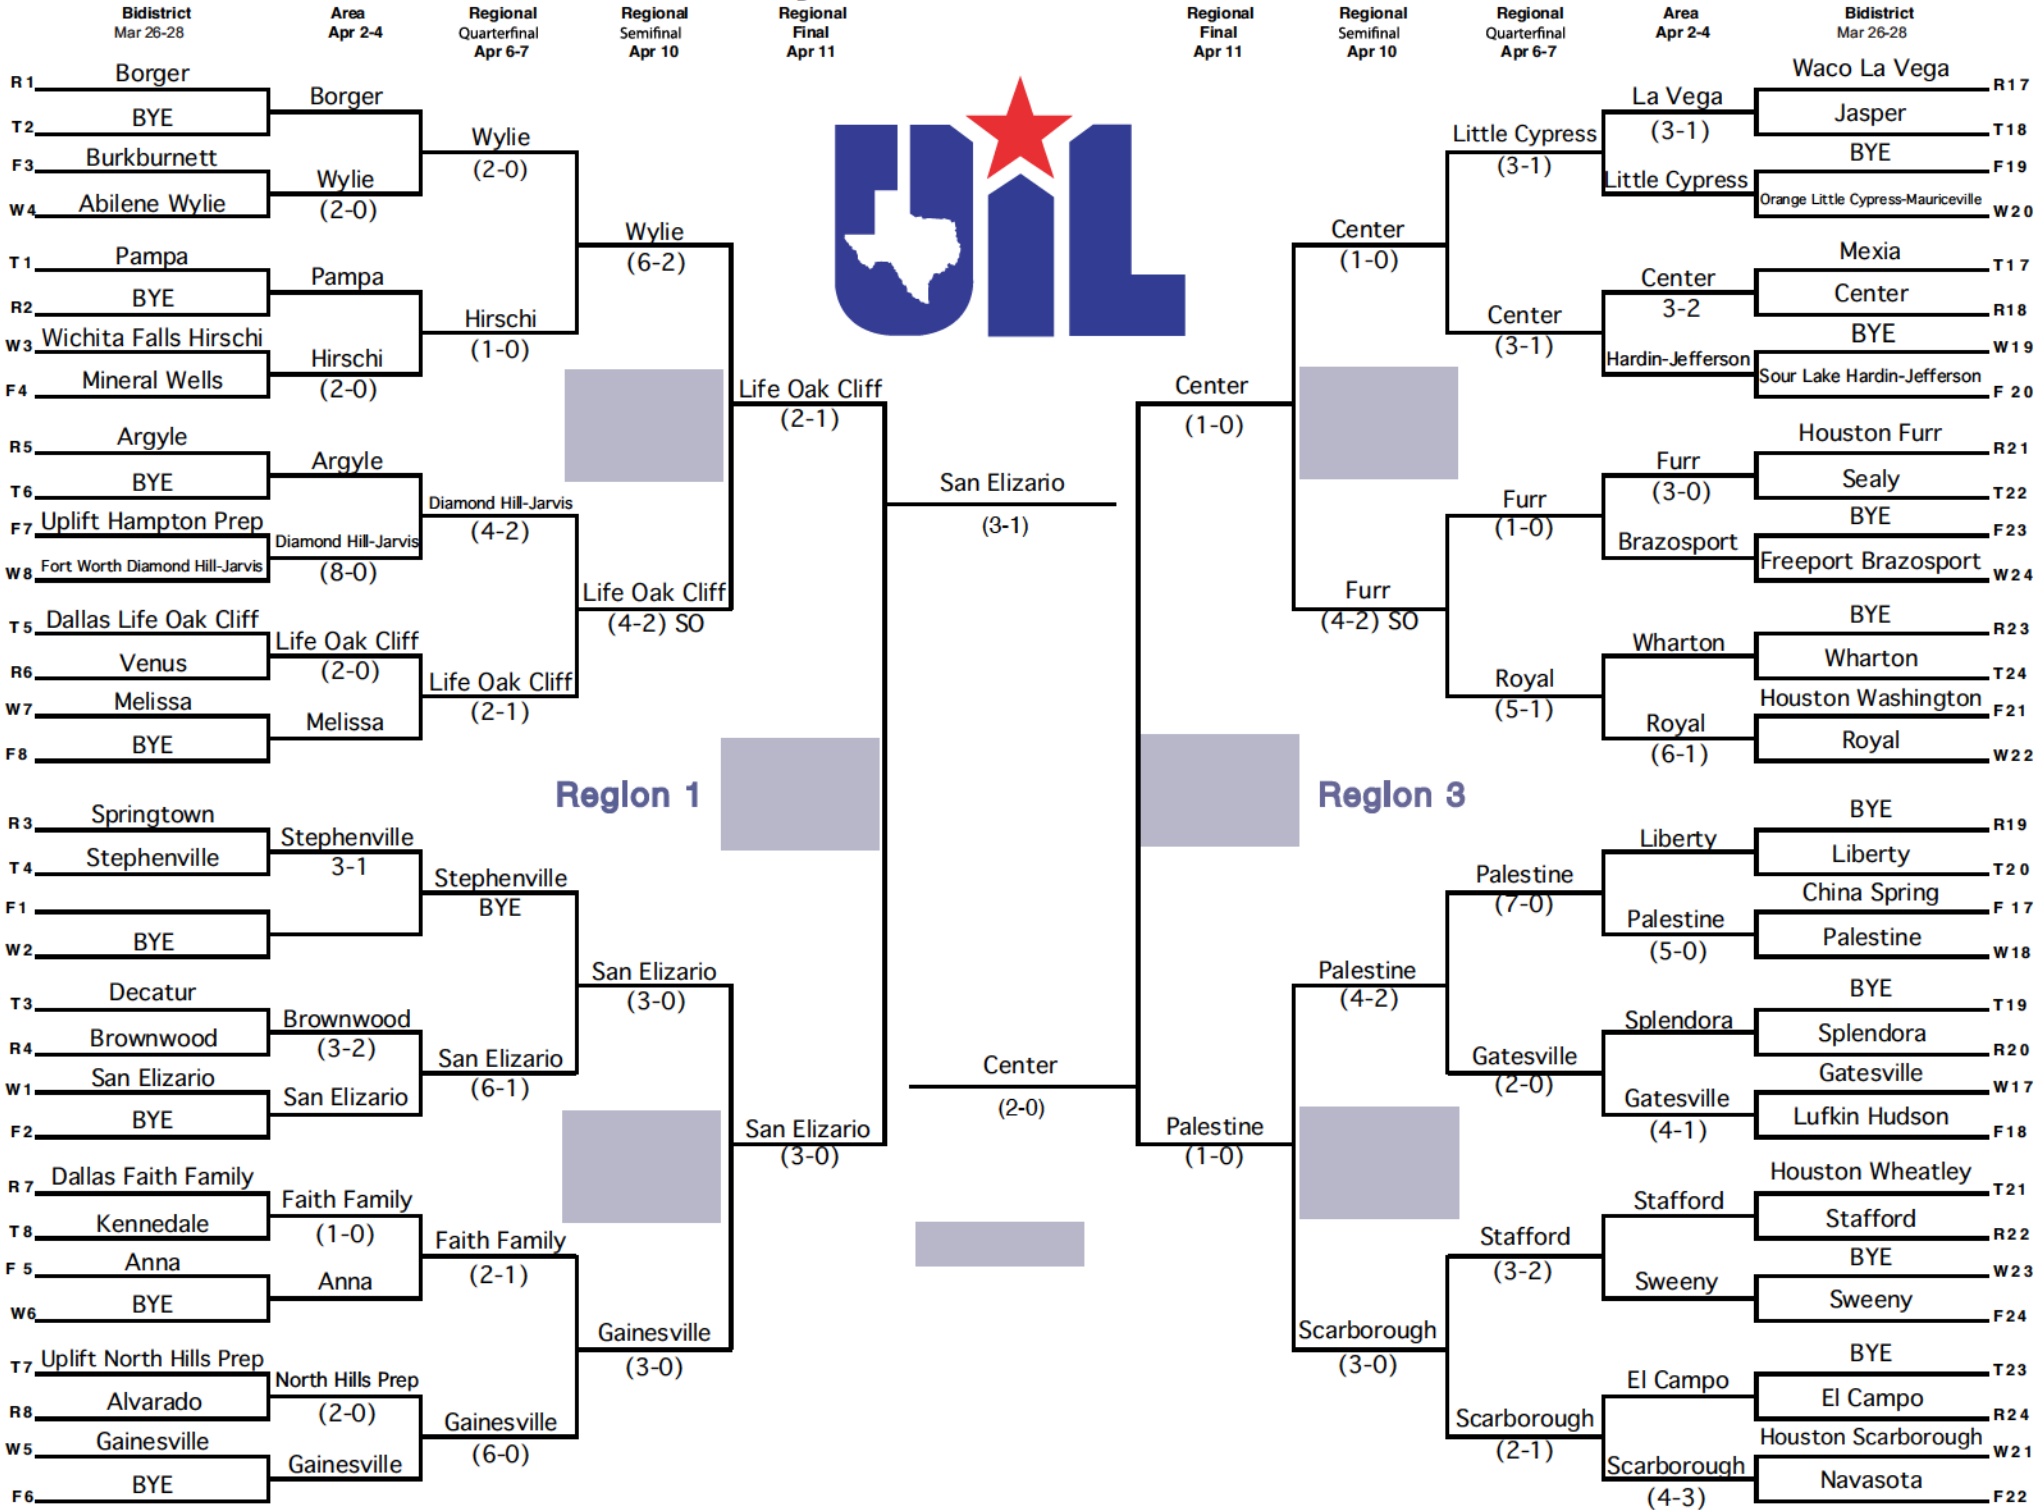 Bidistrict
Mar 26-28
Area
Apr 2-4
Regional
Quarterfinal
Apr 6-7
Regional
Semifinal
Apr 10
Regional
Final
Apr 11
Regional
Final
Apr 11
Regional
Semifinal
Apr 10
Regional
Quarterfinal
Apr 6-7
Area
Apr 2-4
Bidistrict
Mar 26-28
UIL
R 1 Borger
T2 BYE
F3 Burkburnett
W4 Abilene Wylie
T 1 Pampa
R2 BYE
W3 Wichita Falls Hirschi
F4 Mineral Wells
R5 Argyle
T6 BYE
F7 Uplift Hampton Prep
W8 Fort Worth Diamond Hill-Jarvis
T 5 Dallas Life Oak Cliff
R6 Venus
W7 Melissa
F8 BYE
R 3 Springtown
T 4 Stephenville
F1
W2 BYE
T3 Decatur
R4 Brownwood
W1 San Elizario
F2 BYE
R 7 Dallas Faith Family
T8 Kennedale
F 5 Anna
W6 BYE
T7 Uplift North Hills Prep
R8 Alvarado
W5 Gainesville
F6 BYE
Borger
Wylie
(2-0)
Pampa
Hirschi
(2-0)
Argyle
Diamond Hill-Jarvis
(8-0)
Life Oak Cliff
(2-0)
Melissa
Stephenville
3-1
Brownwood
(3-2)
San Elizario
Faith Family
(1-0)
Anna
North Hills Prep
(2-0)
Gainesville
Wylie
(2-0)
Hirschi
(1-0)
Diamond Hill-Jarvis
(4-2)
Life Oak Cliff
(2-1)
Stephenville
BYE
San Elizario
(6-1)
Faith Family
(2-1)
Gainesville
(6-0)
Wylie
(6-2)
Life Oak Cliff
(4-2) SO
San Elizario
(3-0)
Gainesville
(3-0)
Life Oak Cliff
(2-1)
San Elizario
(3-0)
Region 1
San Elizario
(3-1)
Center
(2-0)
Region 3
Center
(1-0)
Palestine
(1-0)
Center
(1-0)
Furr
(4-2) SO
Palestine
(4-2)
Scarborough
(3-0)
Little Cypress
(3-1)
Center
(3-1)
Furr
(1-0)
Royal
(5-1)
Palestine
(7-0)
Gatesville
(2-0)
Stafford
(3-2)
Scarborough
(2-1)
La Vega
(3-1)
Little Cypress
Center
3-2
Hardin-Jefferson
Furr
(3-0)
Brazosport
Wharton
Royal
(6-1)
Liberty
Palestine
(5-0)
Splendora
Gatesville
(4-1)
Stafford
Sweeny
El Campo
Scarborough
(4-3)
Waco La Vega R17
Jasper T18
BYE F19
Orange Little Cypress-Mauriceville W20
Mexia T17
Center R18
BYE W19
Sour Lake Hardin-Jefferson F 20
Houston Furr R21
Sealy T22
BYE F23
Freeport Brazosport W24
BYE R23
Wharton T24
Houston Washington F21
Royal W22
BYE R19
Liberty T20
China Spring F 17
Palestine W18
BYE T19
Splendora R20
Gatesville W17
Lufkin Hudson F18
Houston Wheatley T21
Stafford R22
BYE W23
Sweeny F24
BYE T23
El Campo R24
Houston Scarborough W21
Navasota F22